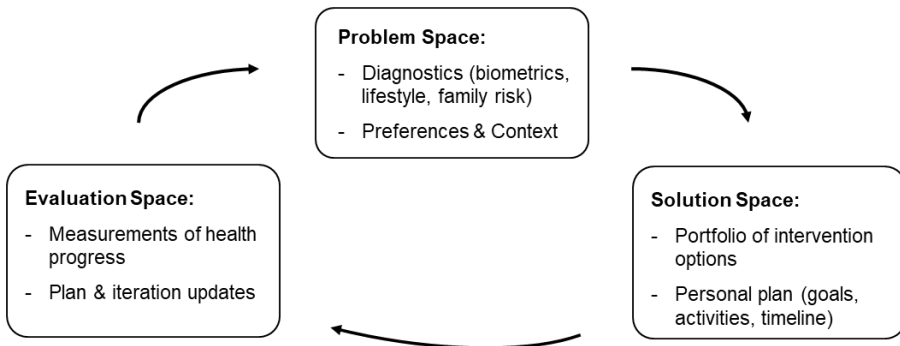 Problem Space:
- Diagnostics (biometrics,
lifestyle, family risk)
- Preferences & Context
Evaluation Space:
- Measurements of health
progress
- Plan & iteration updates
Solution Space:
- Portfolio of intervention
options
- Personal plan (goals,
activities, timeline)